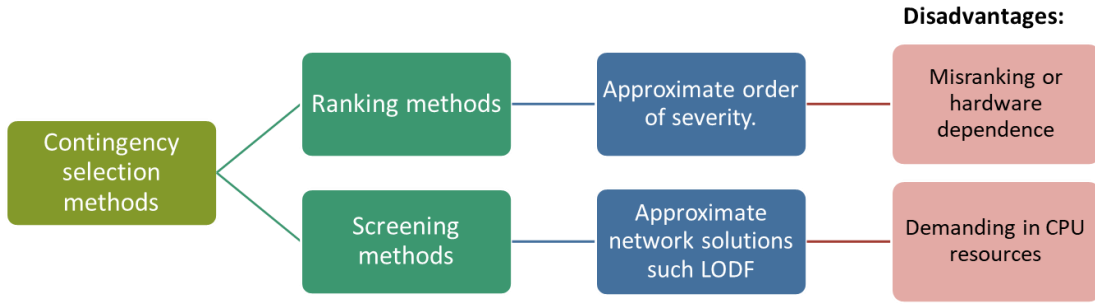 Disadvantages:
Contingency
selection
methods
Ranking methods
Approximate order
of severity.
Misranking or
hardware
dependence
Screening
methods
Approximate
network solutions
such LODF
Demanding in CPU
resources